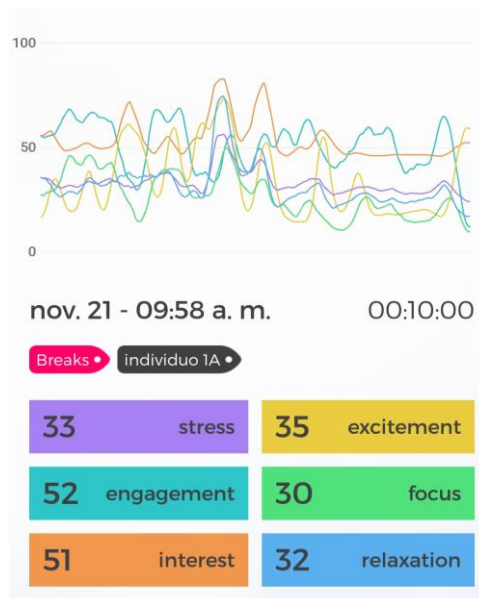 100
50
0
nov. 21 - 09:58 a. m. 00:10:00
Breaks individuo 1A
33 stress 35 excitement
52 engagement 30 focus
51 interest 32 relaxation